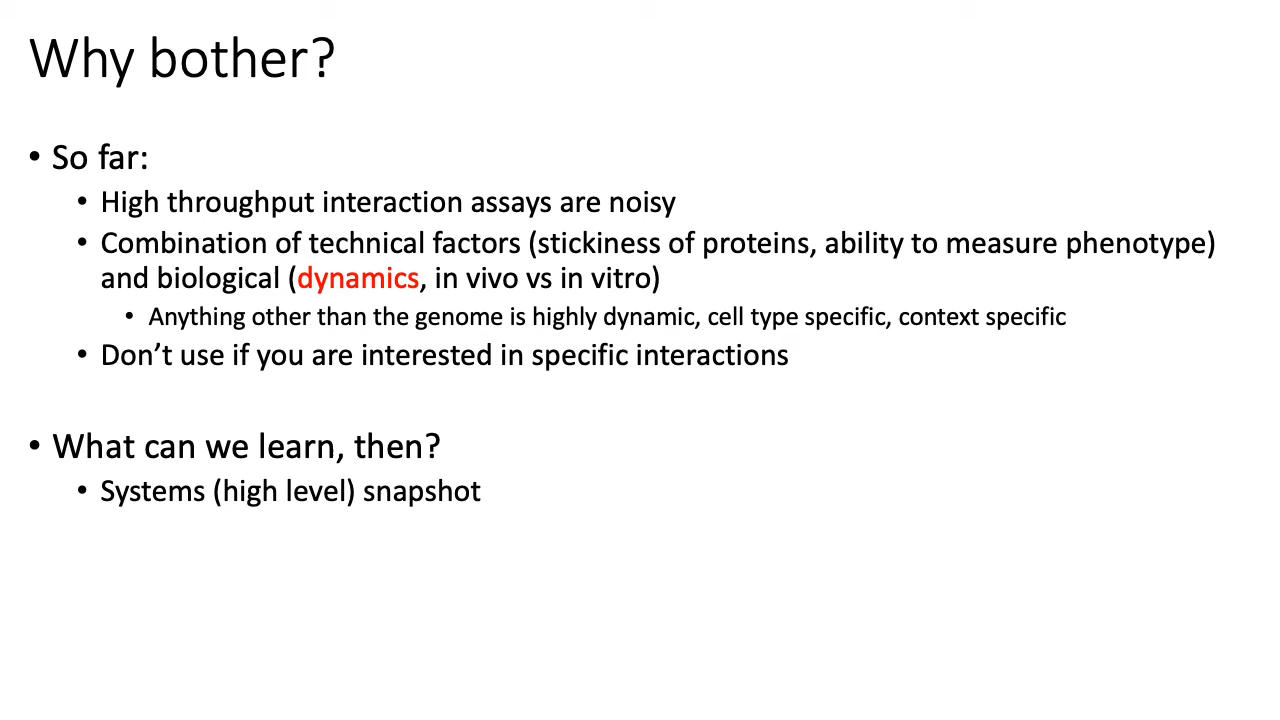 Why bother?
• So far:
• High throughput interaction assays are noisy
• Combination of technical factors (stickiness of proteins, ability to measure phenotype)
and biological (dynamics, in vivo vs in vitro)
• Anything other than the genome is highly dynamic, cell type specific, context specific
• Don’t use if you are interested in specific interactions
• What can we learn, then?
• Systems (high level) snapshot